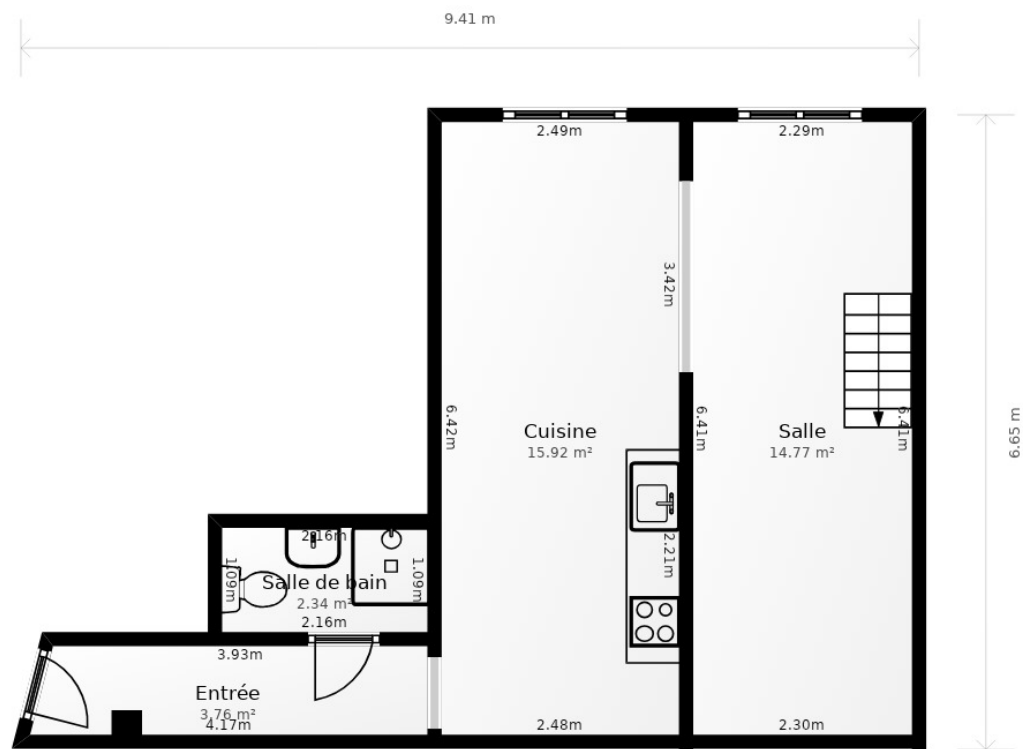 9.41 m
2.49m
2.29m
3.42m
6.42m
6.41m
6.41m
Cuisine
15.92 m²
Salle
14.77 m²
6.65 m
2.16m
1.09m
1.09m
2.21m
Salle de bain
2.34 m²
2.16m
3.93m
Entrée
3.76 m²
4.17m
2.48m
2.30m